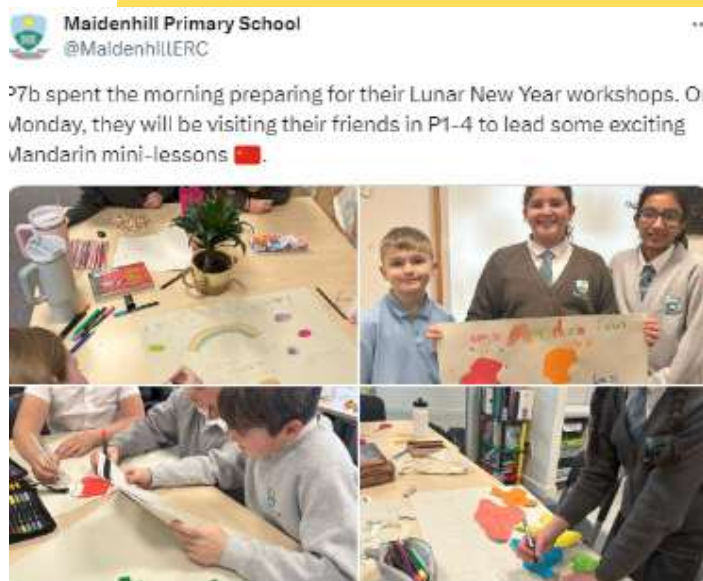 Maidenhill Primary School
@MaidenhillERC
P7b spent the morning preparing for their Lunar New Year workshops. O
Monday, they will be visiting their friends in P1-4 to lead some exciting
Mandarin mini-lessons 🇨🇳.